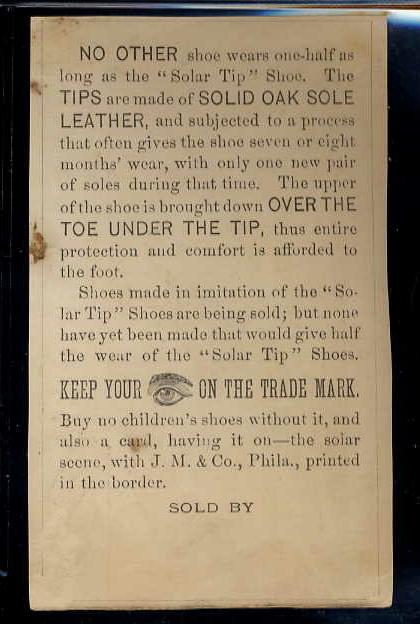 NO OTHER shoe wears one-half as
long as the "Solar Tip" Shoe. The
TIPS are made of SOLID OAK SOLE
LEATHER, and subjected to a process
that often gives the shoe seven or eight
months' wear, with only one new pair
of soles during that time. The upper
of the shoe is brought down OVER THE
TOE UNDER THE TIP, thus entire
protection and comfort is afforded to
the foot.
Shoes made in imitation of the "So-
lar Tip" Shoes are being sold; but none
have yet been made that would give half
the wear of the "Solar Tip" Shoes.
KEEP YOUR ON THE TRADE MARK.
Buy no children's shoes without it, and
also a card, having it on—the solar
scene, with J. M. & Co., Phila., printed
in the border.
SOLD BY